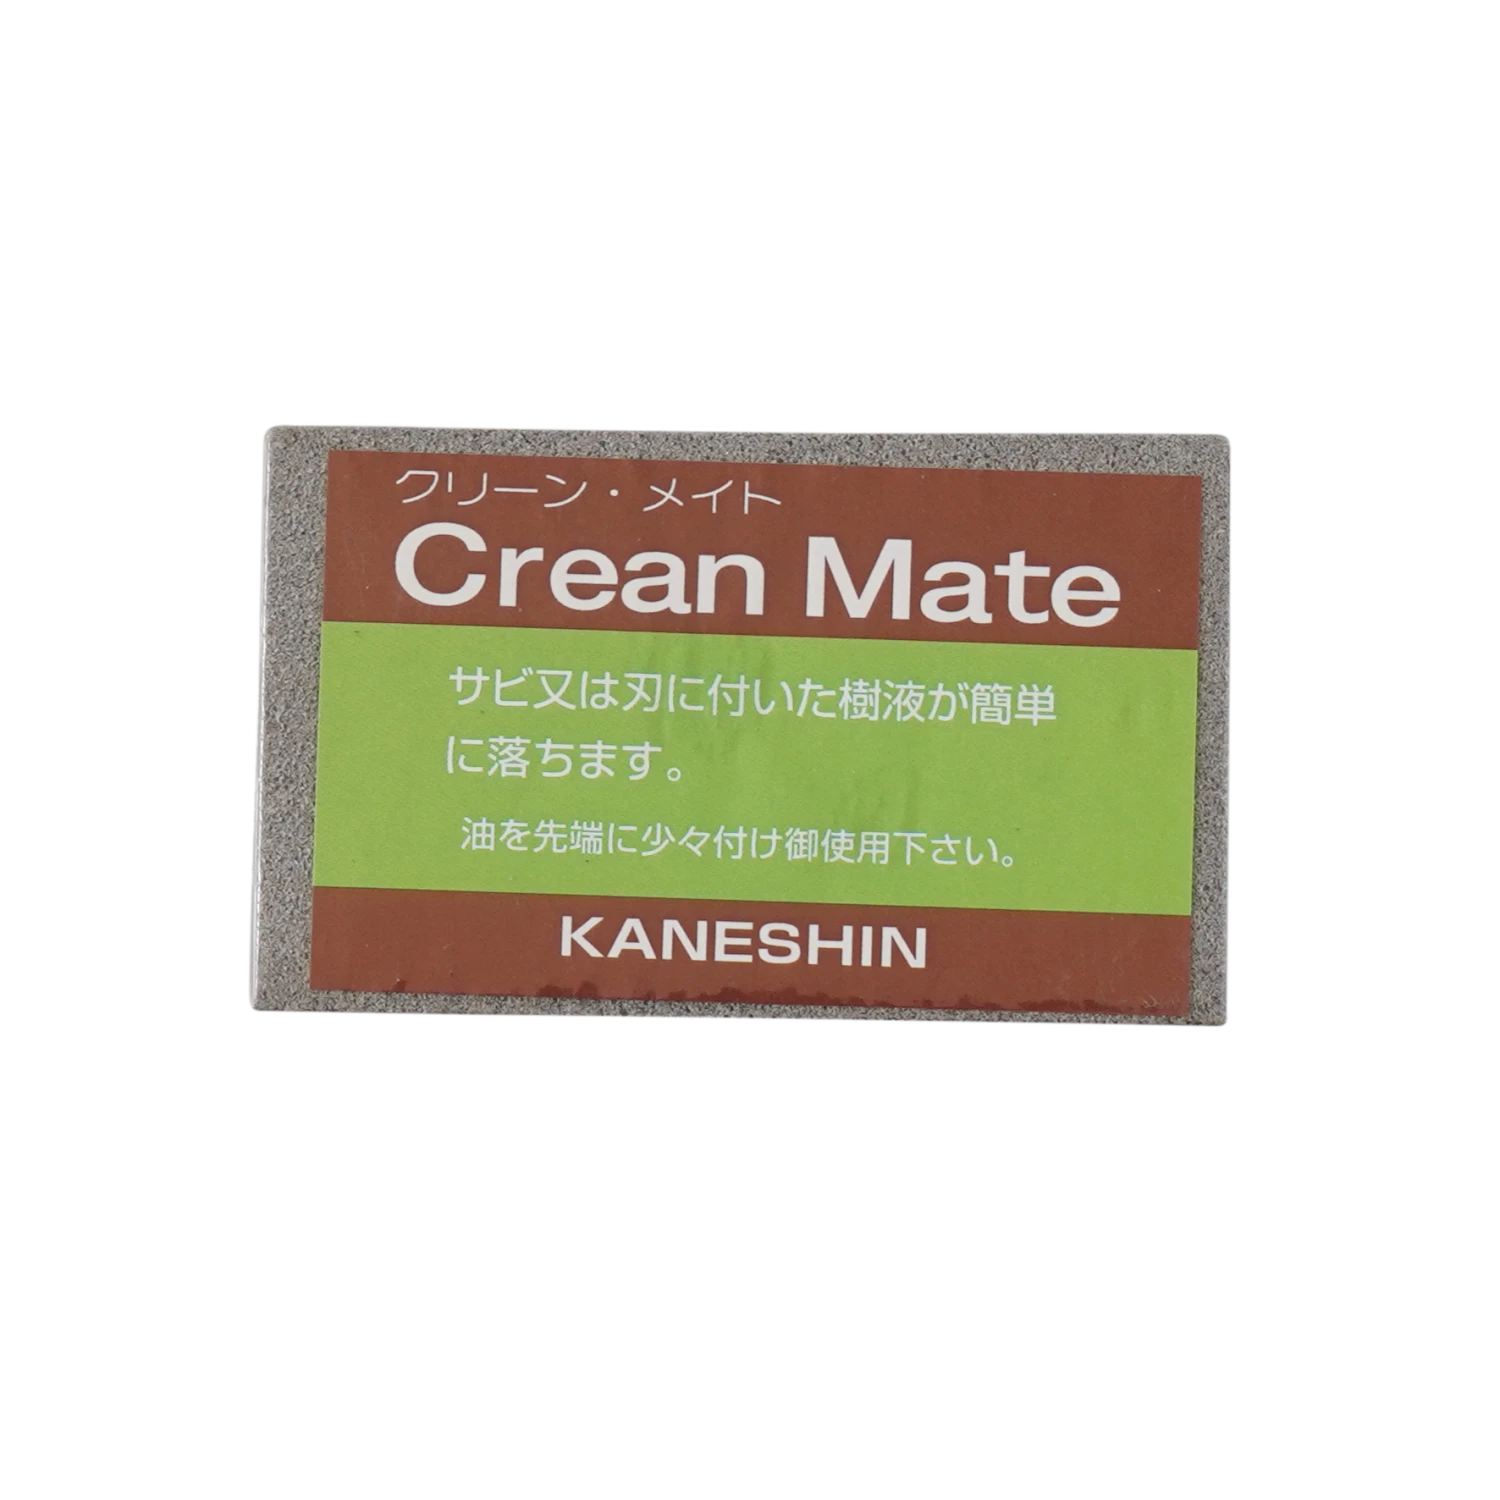 クリーン・メイト
Crean Mate
サビ又は刃に付いた樹液が簡単
に落ちます。
油を先端に少々付け御使用下さい。
KANESHIN